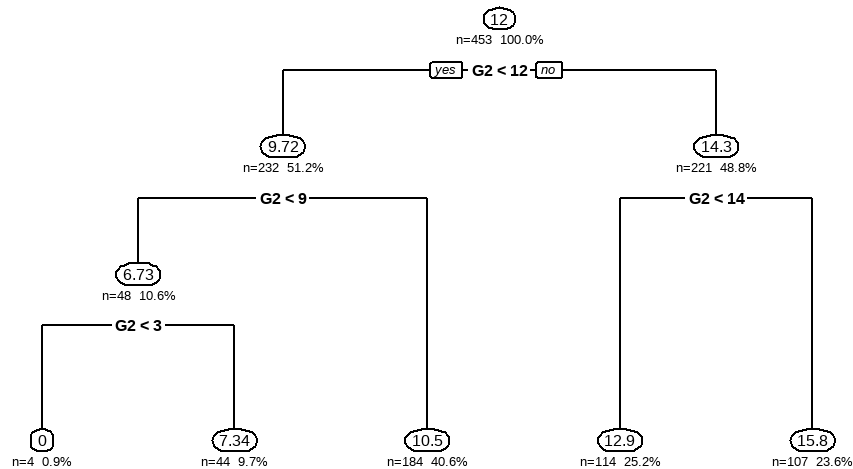 12
n=453 100.0%
yes G2 < 12 no
9.72 14.3
n=232 51.2% n=221 48.8%
G2 < 9 G2 < 14
6.73
n=48 10.6%
G2 < 3
0 7.34 10.5 12.9 15.8
n=4 0.9% n=44 9.7% n=184 40.6% n=114 25.2% n=107 23.6%